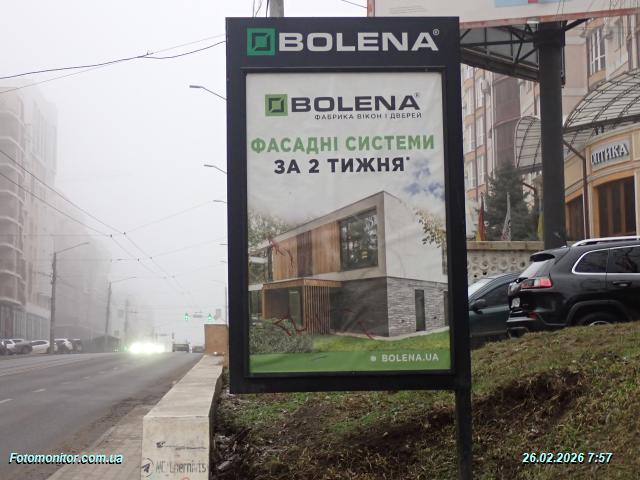 BOLENA®
BOLENA®
ФАБРИКА ВІКОН І ДВЕРЕЙ
ФАСАДНІ СИСТЕМИ
ЗА 2 ТИЖНЯ*
BOLENA.UA
ОПТИКА
Fotomonitor.com.ua
26.02.2026 7:57